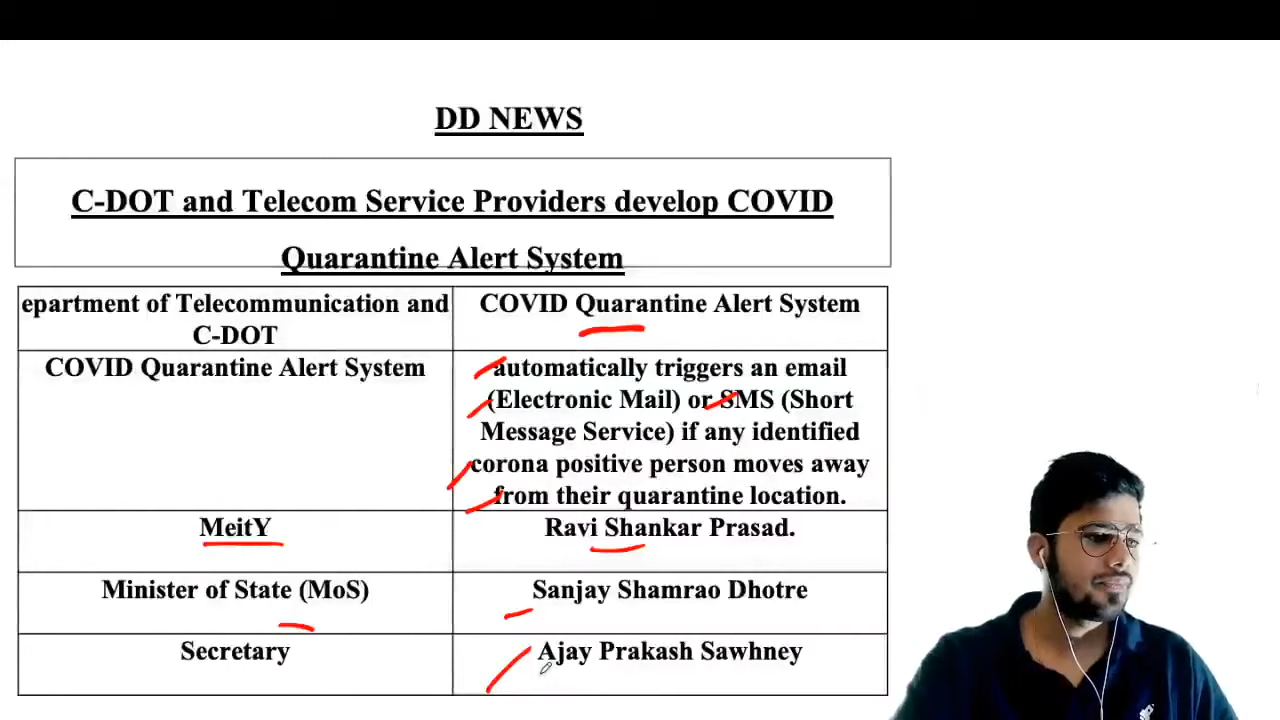 DD NEWS
C-DOT and Telecom Service Providers develop COVID
Quarantine Alert System
epartment of Telecommunication and
C-DOT
COVID Quarantine Alert System
COVID Quarantine Alert System
automatically triggers an email
(Electronic Mail) or SMS (Short
Message Service) if any identified
corona positive person moves away
from their quarantine location.
MeitY
Ravi Shankar Prasad.
Minister of State (MoS)
Sanjay Shamrao Dhotre
Secretary
Ajay Prakash Sawhney